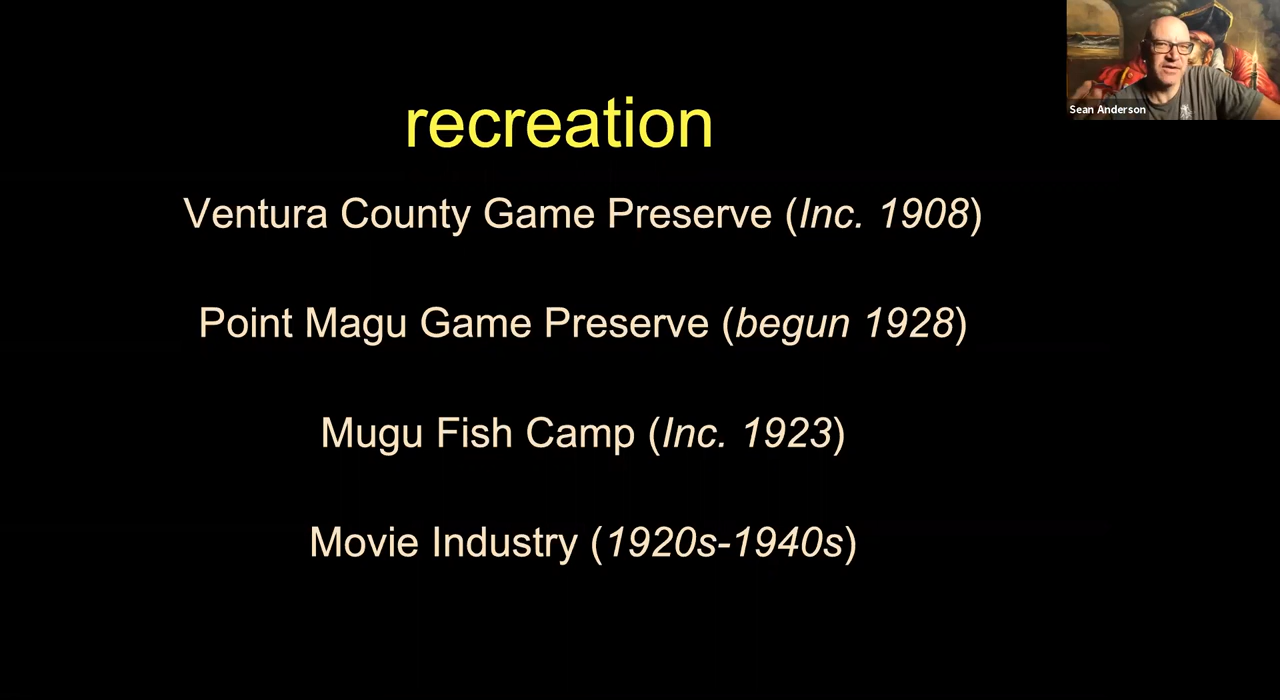 recreation
Sean Anderson
Ventura County Game Preserve (Inc. 1908)
Point Magu Game Preserve (begun 1928)
Mugu Fish Camp (Inc. 1923)
Movie Industry (1920s-1940s)